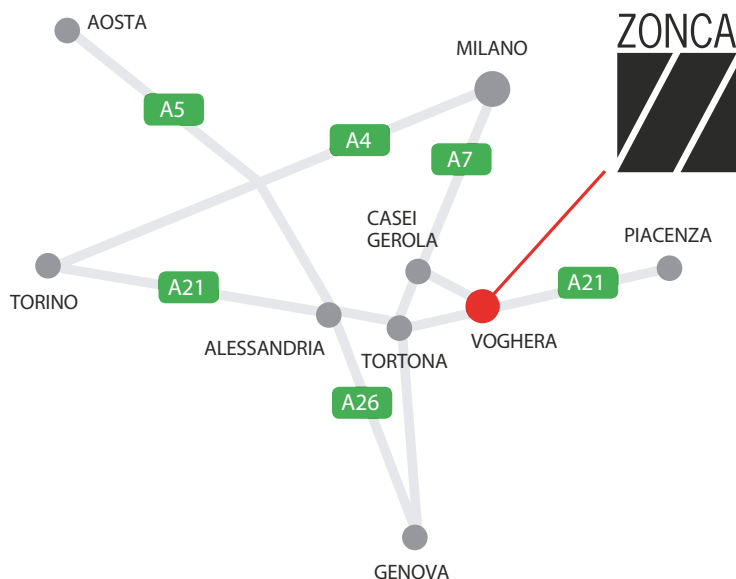 AOSTA
ZONCA
MILANO
A5
A4
A7
CASEI
GEROLA
PIACENZA
TORINO
A21
A21
ALESSANDRIA
TORTONA
VOGHERA
A26
GENOVA